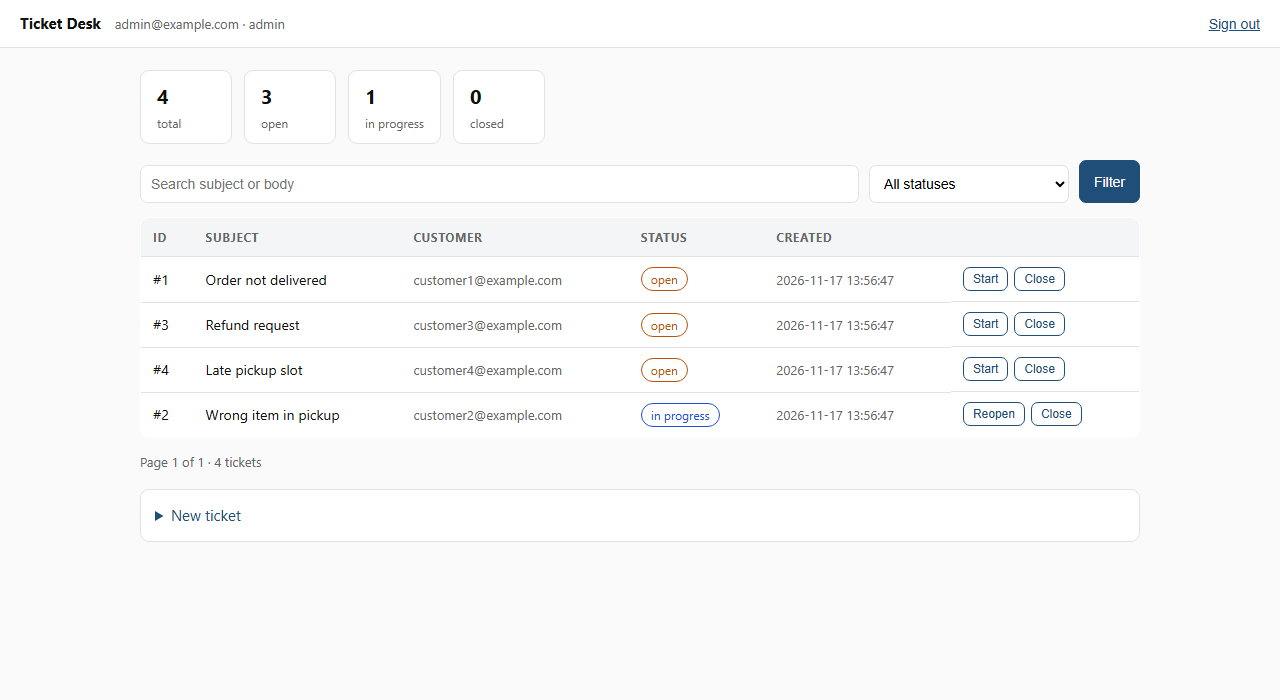 Ticket Desk admin@example.com · admin Sign out
4 3 1 0
total open in progress closed
Search subject or body All statuses Filter
ID SUBJECT CUSTOMER STATUS CREATED
#1 Order not delivered customer1@example.com open 2026-11-17 13:56:47 Start Close
#3 Refund request customer3@example.com open 2026-11-17 13:56:47 Start Close
#4 Late pickup slot customer4@example.com open 2026-11-17 13:56:47 Start Close
#2 Wrong item in pickup customer2@example.com in progress 2026-11-17 13:56:47 Reopen Close
Page 1 of 1 · 4 tickets
New ticket